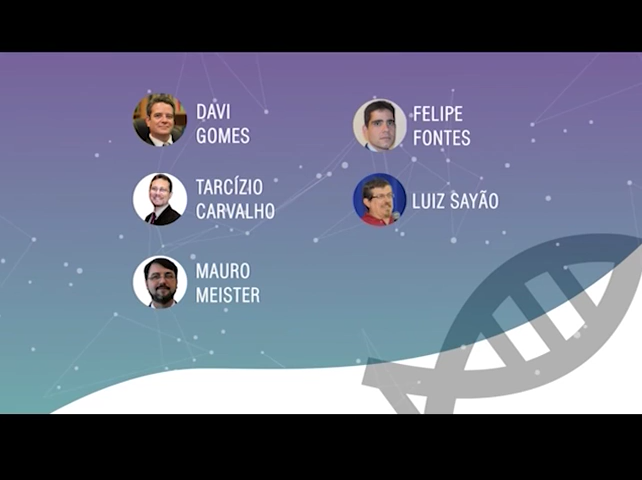 DAVI
GOMES
TARCÍZIO
CARVALHO
MAURO
MEISTER
FELIPE
FONTES
LUIZ SAYÃO